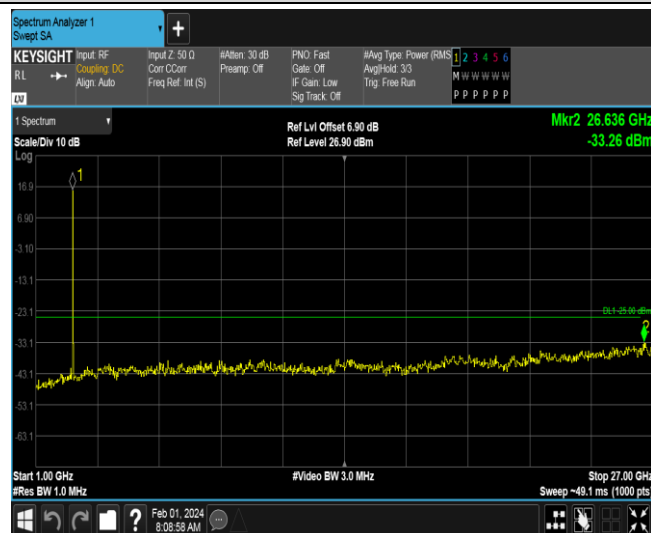 Spectrum Analyzer 1
Swept SA
+
KEYSIGHT Input: RF Input Z: 50 Ω #Atten: 30 dB PNO: Fast #Avg Type: Power (RMS 1 2 3 4 5 6
RL Coupling: DC Corr CCorr Preamp: Off Gate: Off Avg|Hold: 3/3 M W W W W W
Align: Auto Freq Ref: Int (S) IF Gain: Low Trig: Free Run
Sig Track: Off P P P P P P
LXI
1 Spectrum Ref Lvl Offset 6.90 dB Mkr2 26.636 GHz
Scale/Div 10 dB Ref Level 26.90 dBm -33.26 dBm
Log
1
16.9
6.90
-3.10
-13.1
-23.1
DL1 -25.00 dBm
2
-33.1
-43.1
-53.1
-63.1
Start 1.00 GHz #Video BW 3.0 MHz Stop 27.00 GHz
#Res BW 1.0 MHz Sweep ~49.1 ms (1000 pts)
? Feb 01, 2024
8:08:58 AM